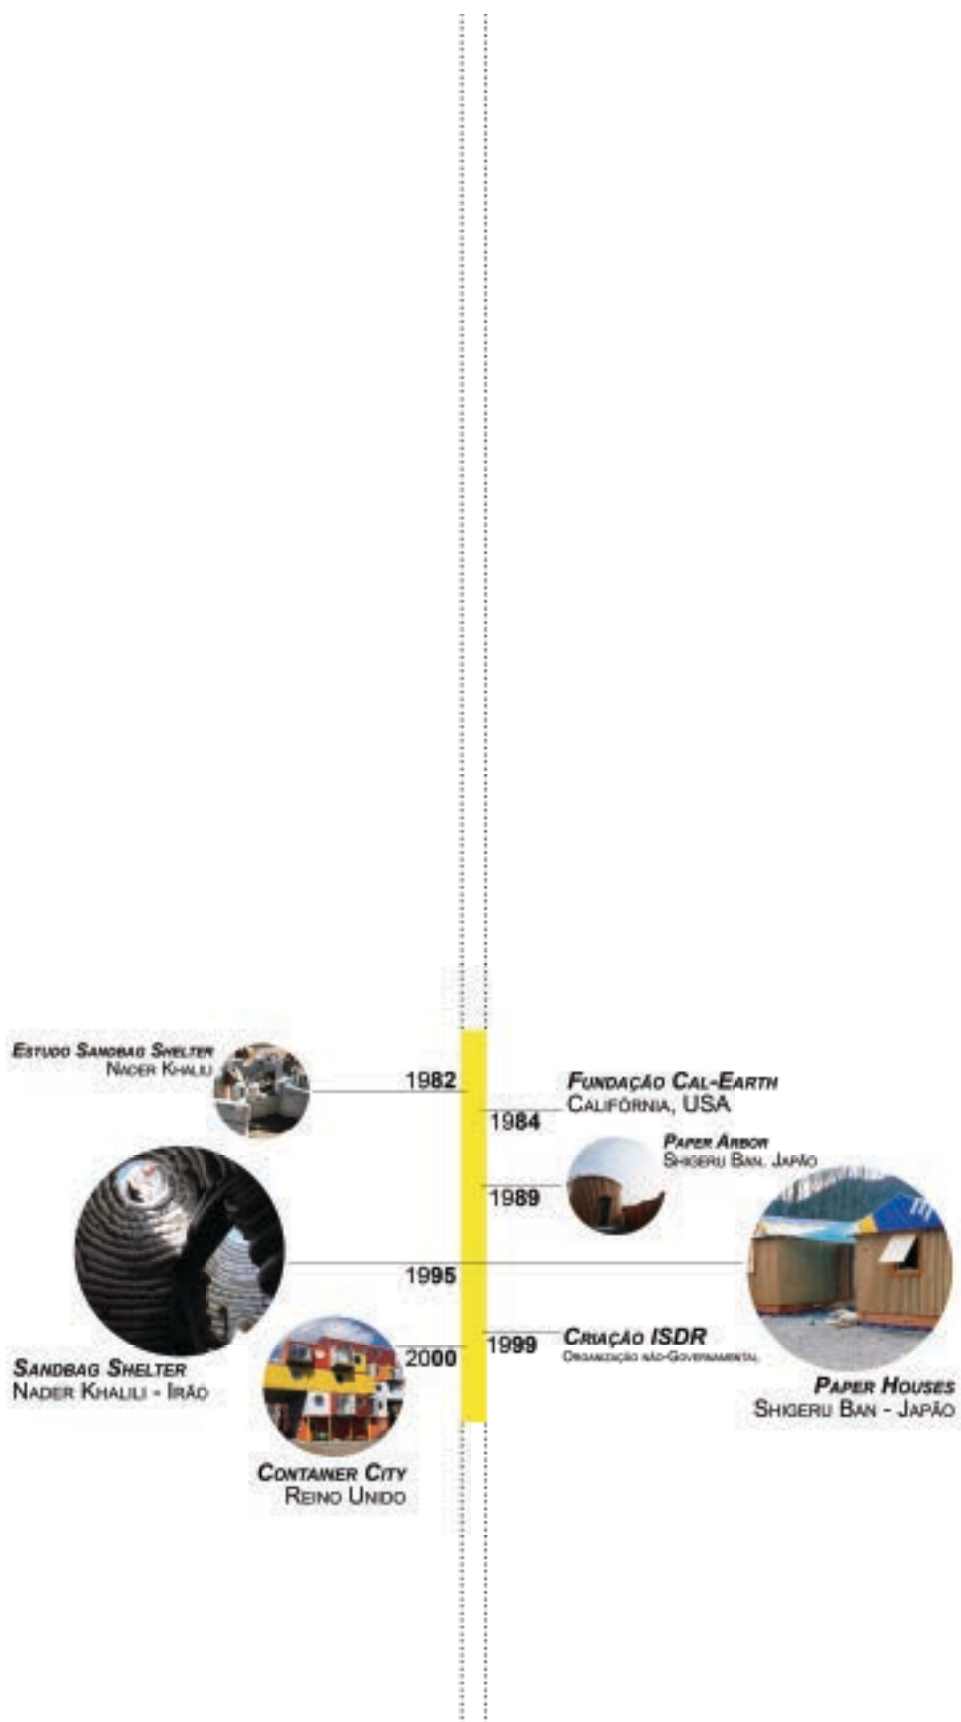 Estudo Sandbag Shelter
Nader Khalili
1982
Fundação Cal-Earth
Califórnia, USA
1984
Paper Arbor
Shigeru Ban. Japão
1989
1995
Sandbag Shelter
Nader Khalili - Irão
Paper Houses
Shigeru Ban - Japão
1999
Criação ISDR
Organização não-Governamental
2000
Container City
Reino Unido